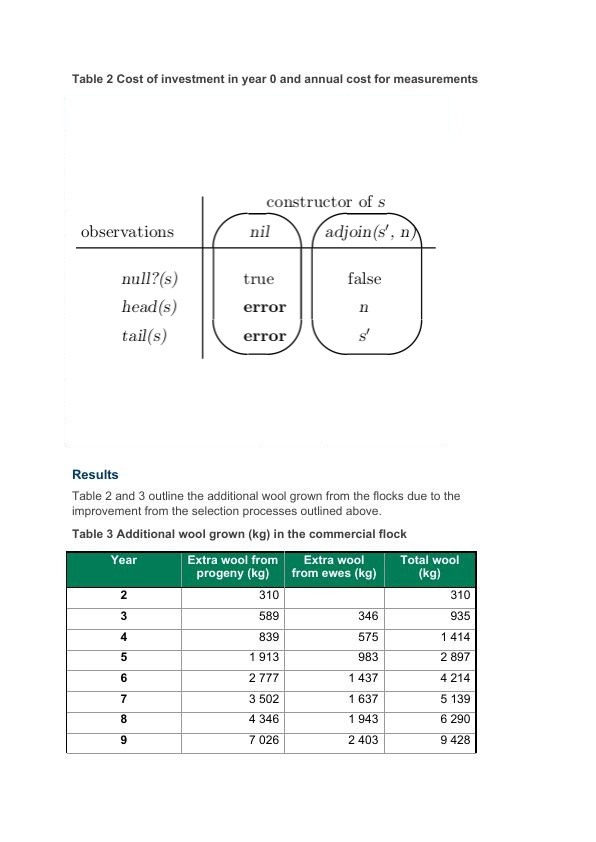 Table 2 Cost of investment in year 0 and annual cost for measurements
constructor of s
observations nil adjoin(s′, n)
null?(s) true false
head(s) error n
tail(s) error s′
Results
Table 2 and 3 outline the additional wool grown from the flocks due to the
improvement from the selection processes outlined above.
Table 3 Additional wool grown (kg) in the commercial flock
Year Extra wool from progeny (kg) Extra wool from ewes (kg) Total wool (kg)
2 310 310
3 589 346 935
4 839 575 1 414
5 1 913 983 2 897
6 2 777 1 437 4 214
7 3 502 1 637 5 139
8 4 346 1 943 6 290
9 7 026 2 403 9 428